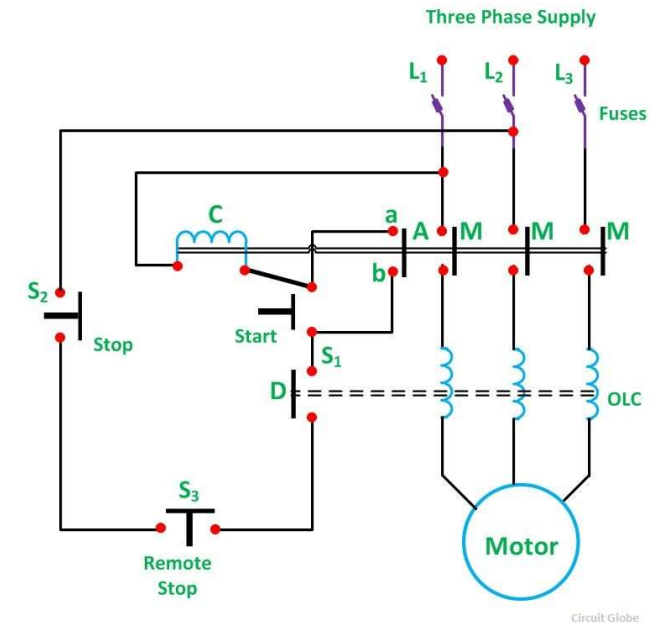 Three Phase Supply
L₁ L₂ L₃
Fuses
C
a
A M M M
b
S₂
Stop
Start
S₁
D
OLC
S₃
Remote
Stop
Motor
Circuit Globe